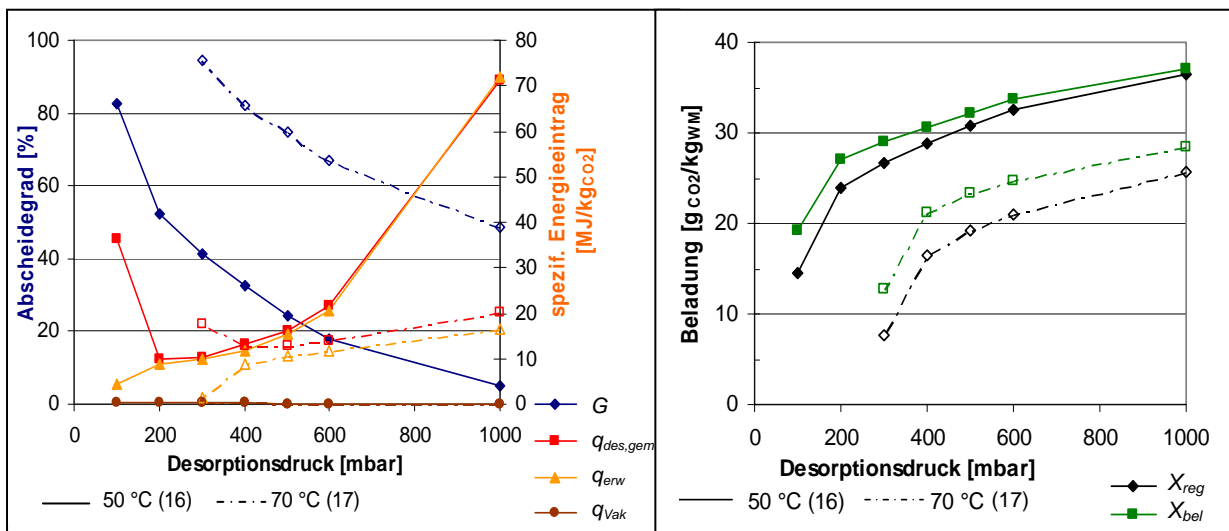 100
80
60
40
20
0
Abscheidegrad [%]
80
70
60
50
40
30
20
10
0
spezif. Energieeintrag
[MJ/kgCO2]
0 200 400 600 800 1000
Desorptionsdruck [mbar]
50 °C (16) 70 °C (17)
G
qdes,gem
qerw
qVak
40
30
20
10
0
Beladung [gCO2/kgWM]
0 200 400 600 800 1000
Desorptionsdruck [mbar]
50 °C (16) 70 °C (17)
Xreg
Xbel